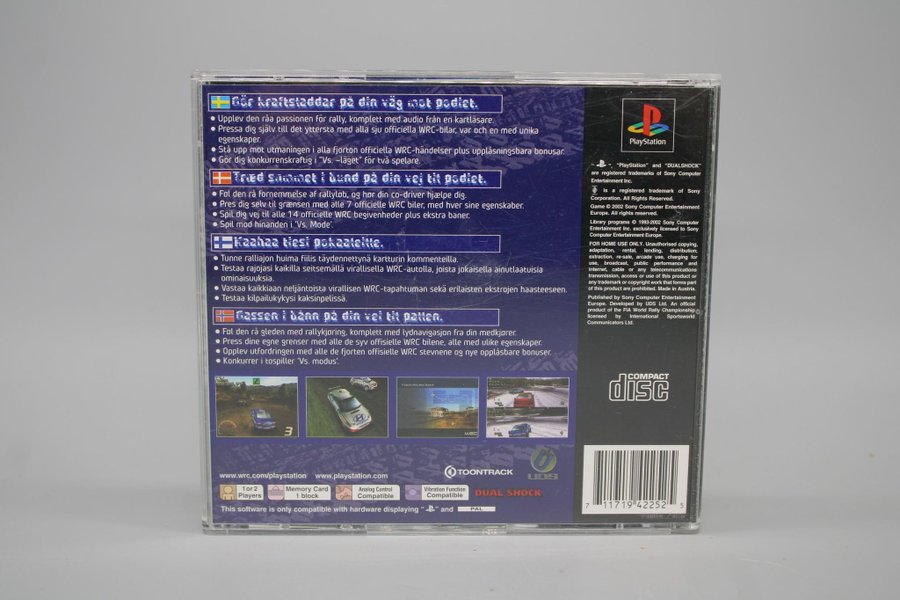 Gör kraftsladdar på din väg mot podiet.
• Upplev den råa passionen för rally, komplett med audio från en kartläsare.
• Pressa dig själv till det yttersta med alla sju officiella WRC-bilar, var och en med unika
egenskaper.
• Stå upp mot utmaningen i alla fjorton officiella WRC-händelser plus upplåsningsbara bonusar.
• Gör dig konkurrenskraftig i "Vs. –läget" för två spelare.
Træd sømmet i bund på din vej til podiet.
• Føl den rå fornemmelse af rallyløb, og hør din co-driver hjælpe dig.
• Pres dig selv til grænsen med alle 7 officielle WRC biler, med hver sine egenskaber.
• Spil dig vej til alle 14 officielle WRC begivenheder plus ekstra baner.
• Spil mod hinanden i 'Vs. Mode'.
Kaahaa tiesi pokaaleille.
• Tunne ralliajon huima fiilis täydennettynä kartturin kommenteilla.
• Testaa rajojasi kaikilla seitsemällä virallisella WRC-autolla, joista jokaisella ainutlaatuisia
ominaisuuksia.
• Vastaa kaikkiaan neljäntoista virallisen WRC-tapahtuman sekä erilaisten ekstrojen haasteeseen.
• Testaa kilpailukykysi kaksinpelissä.
Gassen i bånn på din vei til pallen.
• Føl den rå gleden med rallykjøring, komplett med lydnavigasjon fra din medkjører.
• Press dine egne grenser med alle de syv offisielle WRC bilene, alle med ulike egenskaper.
• Opplev utfordringen med alle de fjorten offisielle WRC stevnene og nye opplåsbare bonuser.
• Konkurrer i tospiller 'Vs. modus'.
3
WRC
www.wrc.com/playstation www.playstation.com
TOONTRACK
UDS
1 or 2
Players
Memory Card
1 block
Analog Control
Compatible
Vibration Function
Compatible
DUAL SHOCK
This software is only compatible with hardware displaying " " and PAL
PlayStation
" ", "PlayStation" and "DUALSHOCK"
are registered trademarks of Sony Computer
Entertainment Inc.
" " is a registered trademark of Sony
Corporation. All Rights Reserved.
Game © 2002 Sony Computer Entertainment
Europe. All rights reserved.
Library programs © 1993-2002 Sony Computer
Entertainment Inc. exclusively licensed to
Sony Computer Entertainment Europe.
FOR HOME USE ONLY. Unauthorised copying,
adaptation, rental, lending, distribution,
extraction, re-sale, arcade use, charging for
use, broadcast, public performance and
internet, cable or any telecommunications
transmission, access or use of this product or
any trademark or copyright work that forms part
of this product are prohibited. Made in Austria.
Published by Sony Computer Entertainment
Europe. Developed by UDS Ltd. An official
product of the FIA World Rally Championship
licensed by International Sportsworld
Communicators Ltd.
COMPACT
disc
7 11719 42252 5